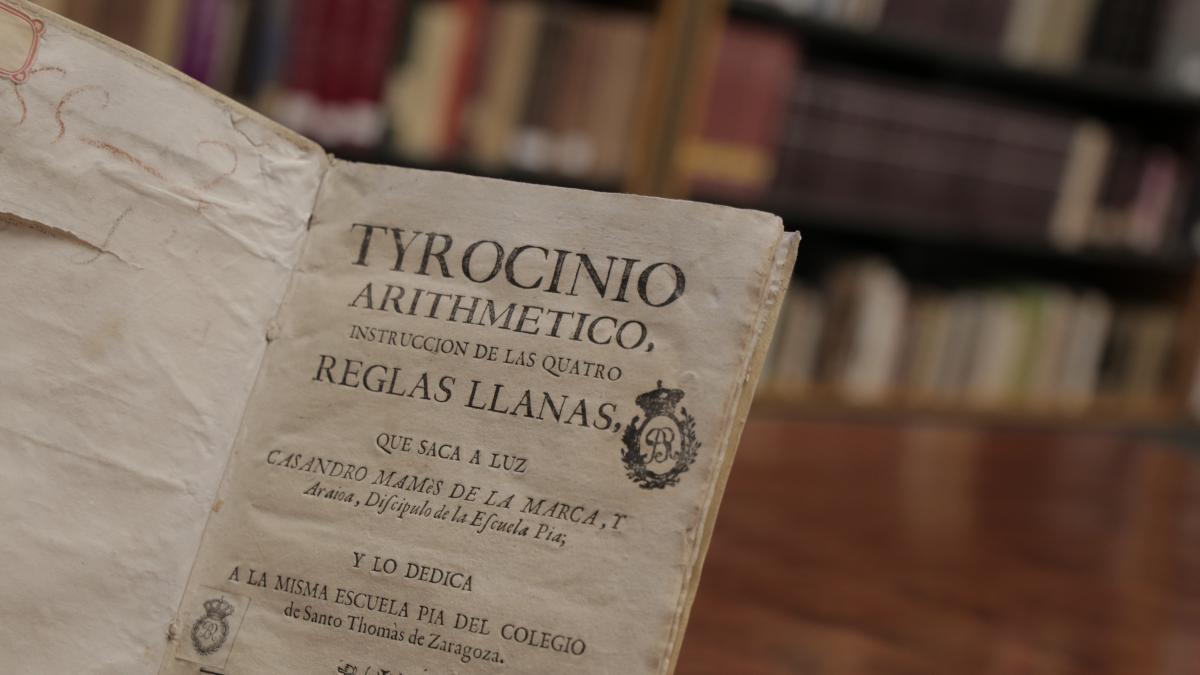 TYROCINIO
ARITHMETICO,
INSTRUCCION DE LAS QUATRO
REGLAS LLANAS,
QUE SACA A LUZ
CASANDRO MAMèS DE LA MARCA, Y
Araioa, Diſcipulo de la Eſcuela Pia;
Y LO DEDICA
A LA MISMA ESCUELA PIA DEL COLEGIO
de Santo Thomàs de Zaragoza.